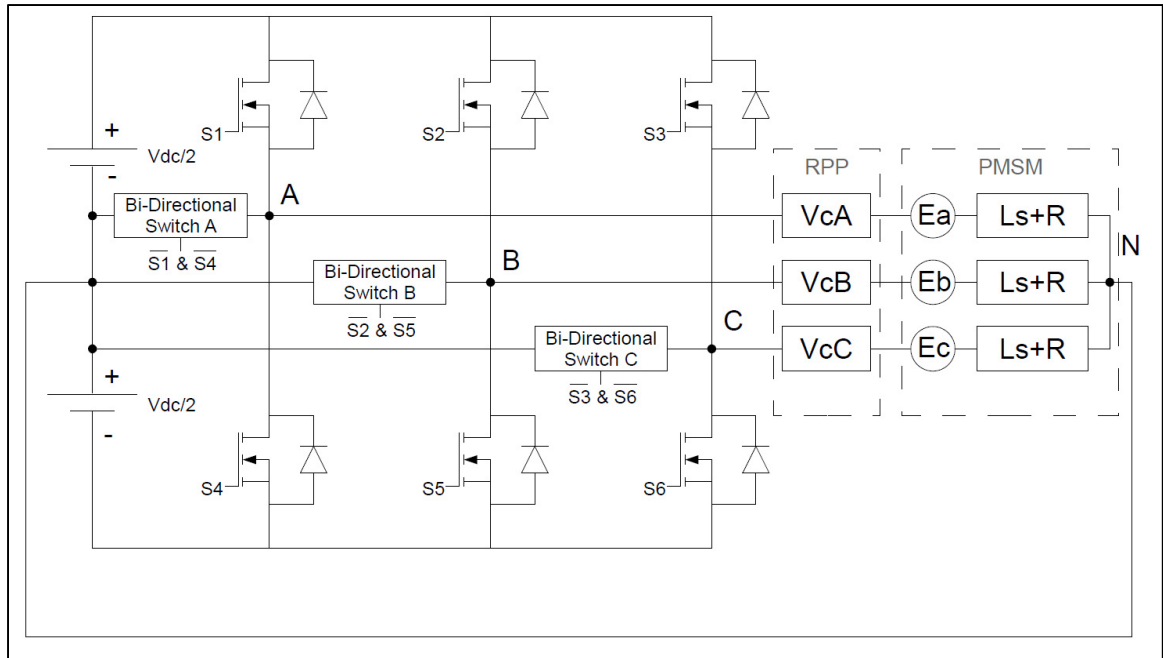 S1
S2
S3
+
Vdc/2
-
RPP
PMSM
Bi-Directional
Switch A
S1 & S4
A
VcA
Ea
Ls+R
N
Bi-Directional
Switch B
S2 & S5
B
VcB
Eb
Ls+R
Bi-Directional
Switch C
S3 & S6
C
VcC
Ec
Ls+R
+
Vdc/2
-
S4
S5
S6